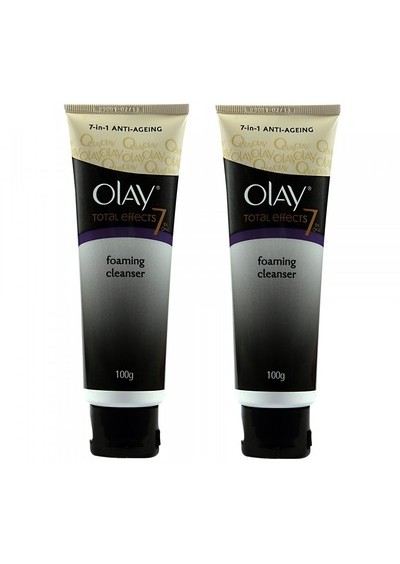 7-in-1 ANTI-AGEING
OLAY®
TOTAL effects 7
foaming
cleanser
100g
7-in-1 ANTI-AGEING
OLAY®
TOTAL effects 7
foaming
cleanser
100g